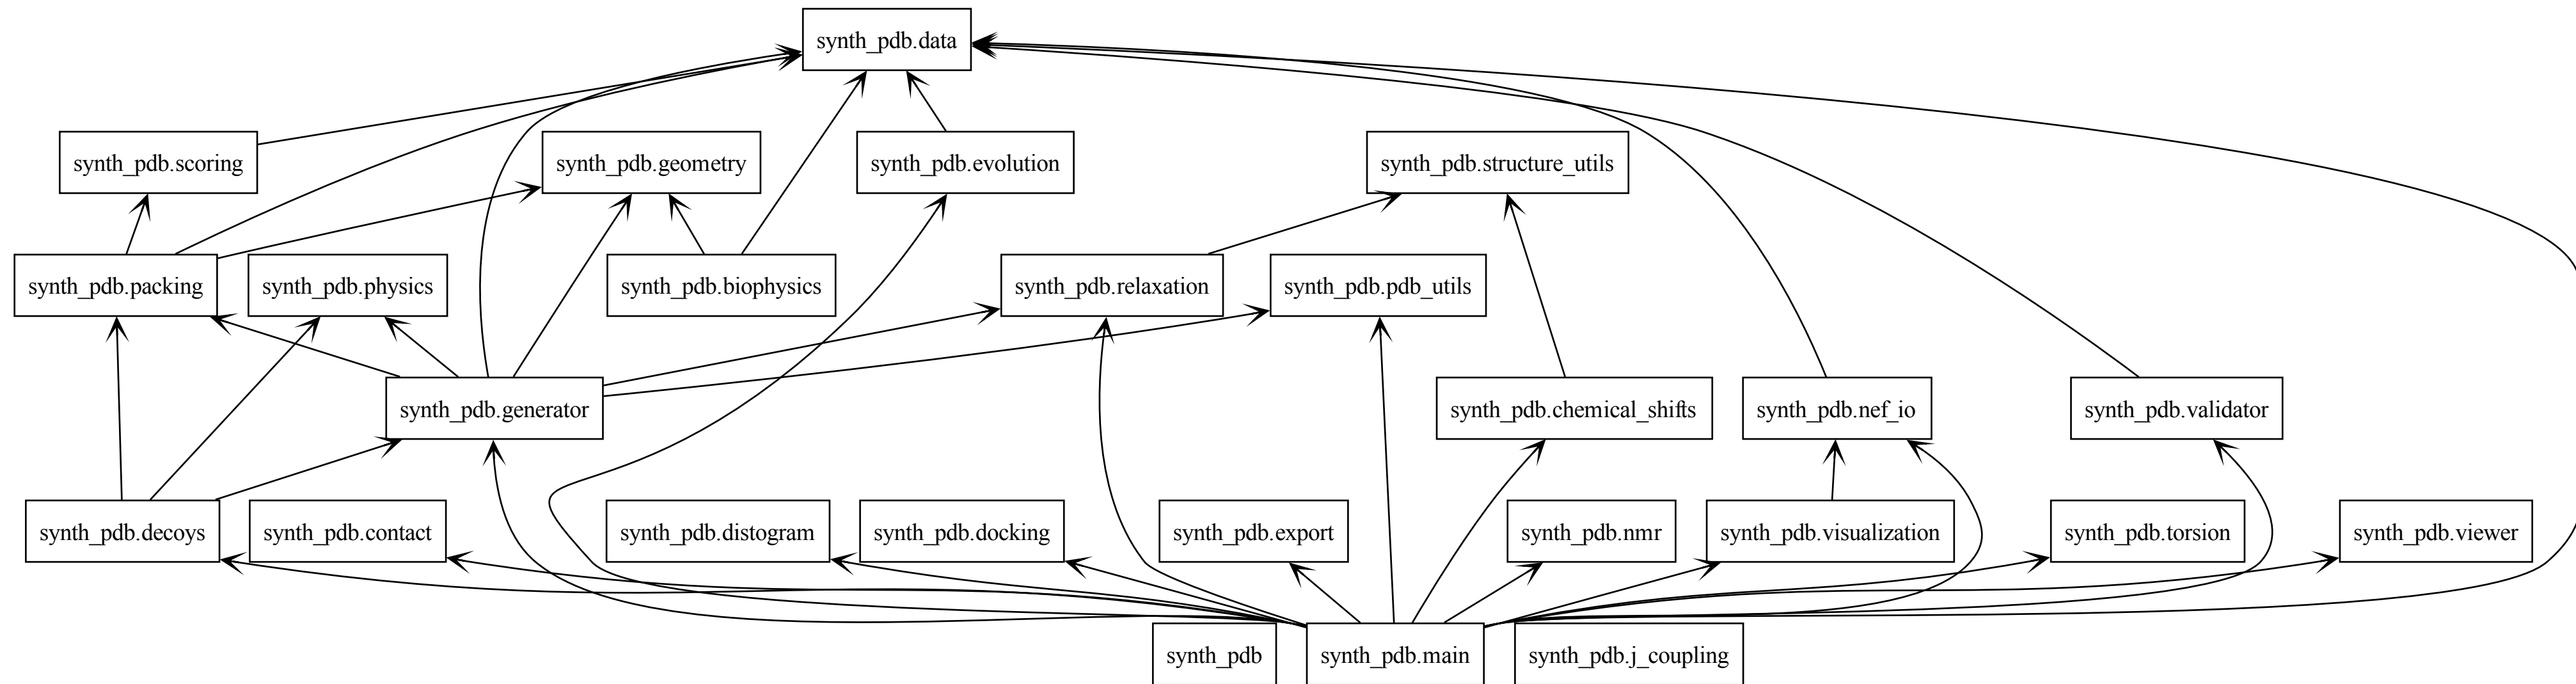 synth_pdb.data
synth_pdb.scoring
synth_pdb.geometry
synth_pdb.evolution
synth_pdb.structure_utils
synth_pdb.packing
synth_pdb.physics
synth_pdb.biophysics
synth_pdb.relaxation
synth_pdb.pdb_utils
synth_pdb.generator
synth_pdb.chemical_shifts
synth_pdb.nef_io
synth_pdb.validator
synth_pdb.decoys
synth_pdb.contact
synth_pdb.distogram
synth_pdb.docking
synth_pdb.export
synth_pdb.nmr
synth_pdb.visualization
synth_pdb.torsion
synth_pdb.viewer
synth_pdb
synth_pdb.main
synth_pdb.j_coupling